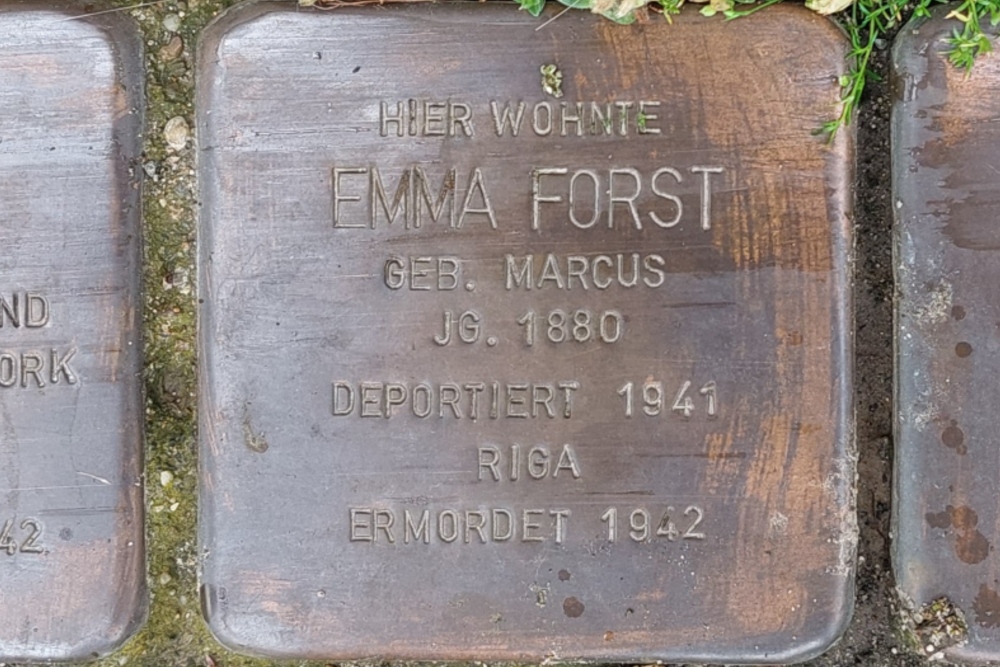 HIER WOHNTE
EMMA FORST
GEB. MARCUS
JG. 1880
DEPORTIERT 1941
RIGA
ERMORDET 1942